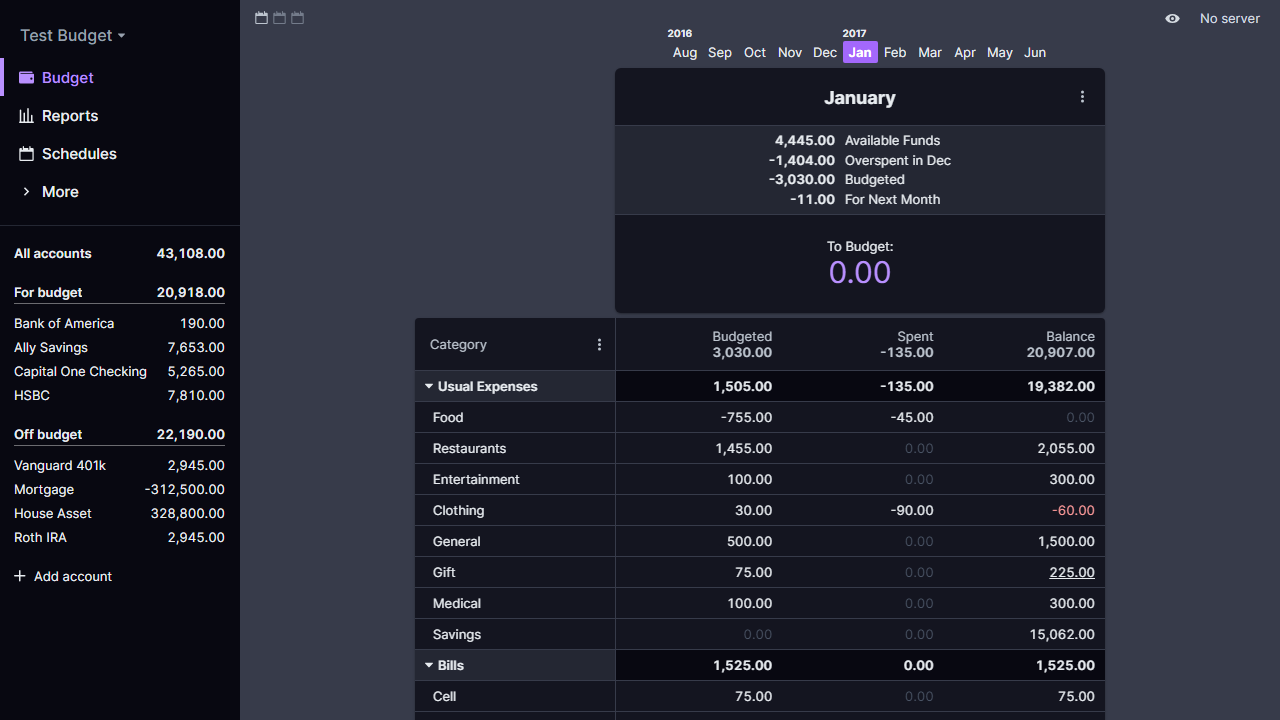 Test Budget
Budget
Reports
Schedules
More
All accounts 43,108.00
For budget 20,918.00
Bank of America 190.00
Ally Savings 7,653.00
Capital One Checking 5,265.00
HSBC 7,810.00
Off budget 22,190.00
Vanguard 401k 2,945.00
Mortgage -312,500.00
House Asset 328,800.00
Roth IRA 2,945.00
Add account
No server
2016 2017
Aug Sep Oct Nov Dec Jan Feb Mar Apr May Jun
January
4,445.00 Available Funds
-1,404.00 Overspent in Dec
-3,030.00 Budgeted
-11.00 For Next Month
To Budget:
0.00
Category Budgeted Spent Balance
3,030.00 -135.00 20,907.00
Usual Expenses 1,505.00 -135.00 19,382.00
Food -755.00 -45.00 0.00
Restaurants 1,455.00 0.00 2,055.00
Entertainment 100.00 0.00 300.00
Clothing 30.00 -90.00 -60.00
General 500.00 0.00 1,500.00
Gift 75.00 0.00 225.00
Medical 100.00 0.00 300.00
Savings 0.00 0.00 15,062.00
Bills 1,525.00 0.00 1,525.00
Cell 75.00 0.00 75.00